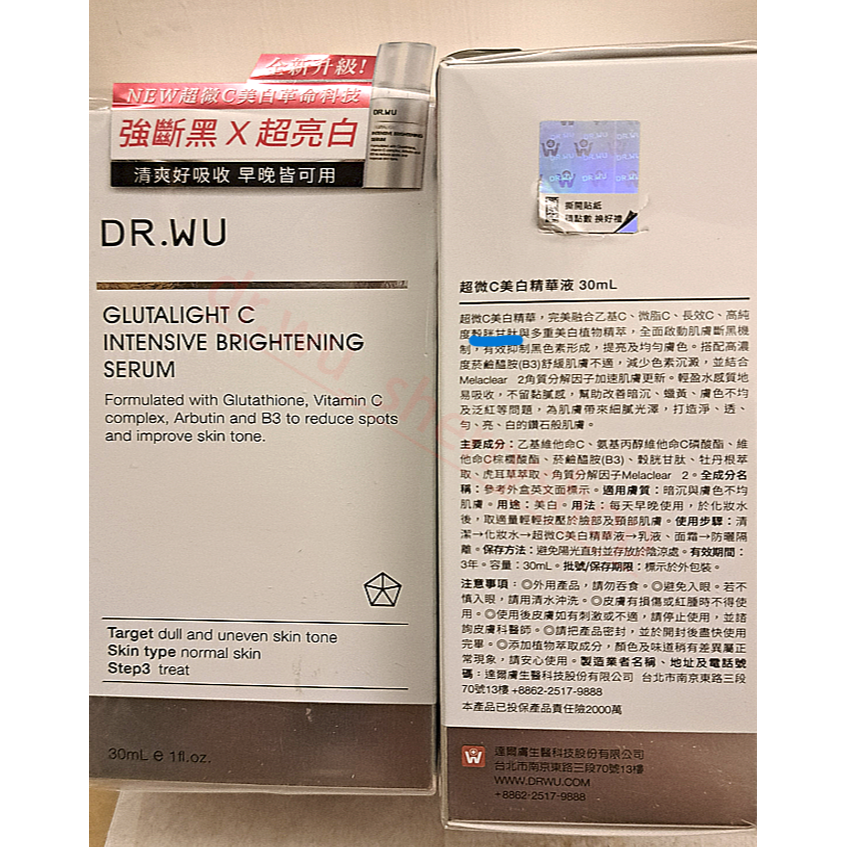 全新升級!
NEW超微C美白革命科技
強斷黑 X 超亮白
清爽好吸收 早晚皆可用
DR.WU
INTENSIVE BRIGHTENING
SERUM
DR.WU
GLUTALIGHT C
INTENSIVE BRIGHTENING
SERUM
Formulated with Glutathione, Vitamin C
complex, Arbutin and B3 to reduce spots
and improve skin tone.
Target dull and uneven skin tone
Skin type normal skin
Step3 treat
30mL e 1fl.oz.
DR.WU
撕開貼紙
積點數 換好禮
超微C美白精華液 30mL
超微C美白精華，完美融合乙基C、微脂C、長效C、高純
度穀胱甘肽與多重美白植物精萃，全面啟動肌膚斷黑機
制，有效抑制黑色素形成，提亮及均勻膚色。搭配高濃
度菸鹼醯胺(B3)舒緩肌膚不適，減少色素沉澱，並結合
Melaclear 2角質分解因子加速肌膚更新。輕盈水感質地
易吸收，不留黏膩感，幫助改善暗沉、蠟黃、膚色不均
及泛紅等問題，為肌膚帶來細膩光澤，打造淨、透、
勻、亮、白的鑽石般肌膚。
主要成分：乙基維他命C、氨基丙醇維他命C磷酸酯、維
他命C棕櫚酸酯、菸鹼醯胺(B3)、穀胱甘肽、牡丹根萃
取、虎耳草萃取、角質分解因子Melaclear 2。全成分名
稱：參考外盒英文面標示。適用膚質：暗沉與膚色不均
肌膚。用途：美白。用法：每天早晚使用，於化妝水
後，取適量輕輕按壓於臉部及頸部肌膚。使用步驟：清
潔→化妝水→超微C美白精華液→乳液、面霜→防曬隔
離。保存方法：避免陽光直射並存放於陰涼處。有效期間：
3年。容量：30mL。批號/保存期限：標示於外包裝。
注意事項：◎外用產品，請勿吞食。◎避免入眼。若不
慎入眼，請用清水沖洗。◎皮膚有損傷或紅腫時不得使
用。◎使用後皮膚如有刺激或不適，請停止使用，並諮
詢皮膚科醫師。◎請把產品密封，並於開封後盡快使用
完畢。◎添加植物萃取成分，顏色及味道稍有差異屬正
常現象，請安心使用。製造業者名稱、地址及電話號
碼：達爾膚生醫科技股份有限公司 台北市南京東路三段
70號13樓 +8862-2517-9888
本產品已投保產品責任險2000萬
達爾膚生醫科技股份有限公司
台北市南京東路三段70號13樓
WWW.DRWU.COM
+8862-2517-9888